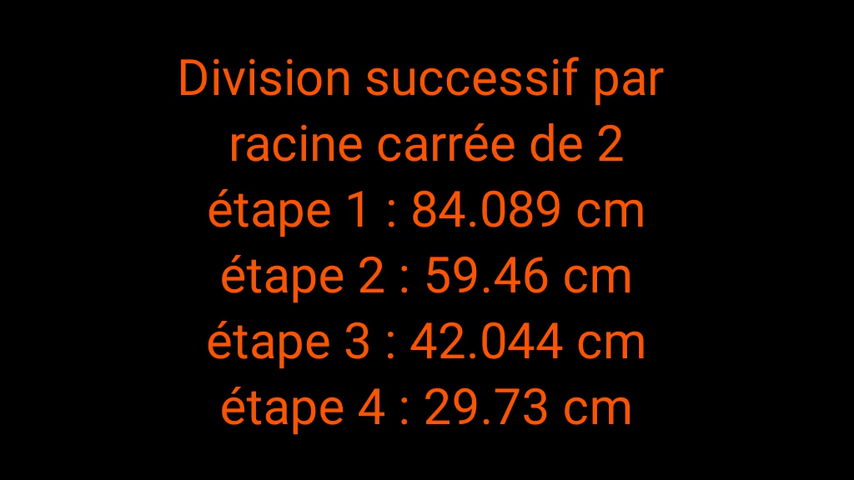 Division successif par
racine carrée de 2
étape 1 : 84.089 cm
étape 2 : 59.46 cm
étape 3 : 42.044 cm
étape 4 : 29.73 cm